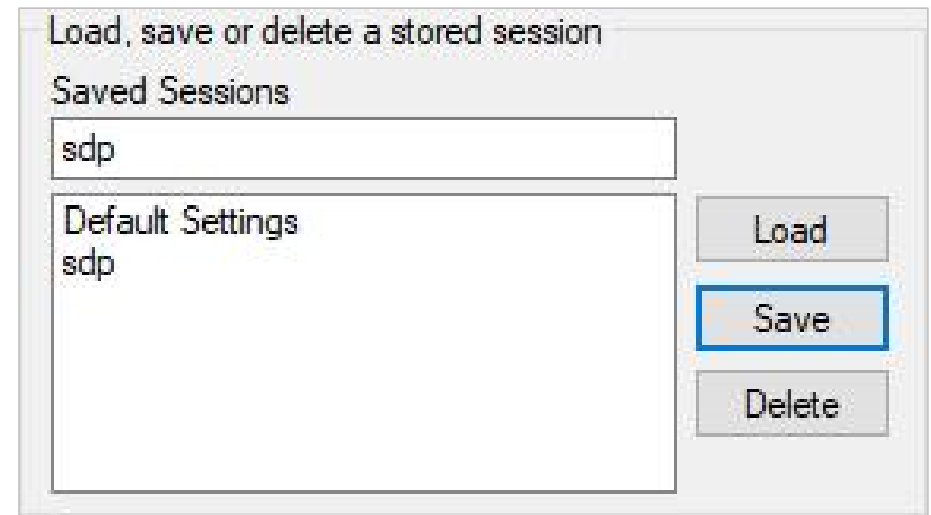 Load, save or delete a stored session
Saved Sessions
sdp
Default Settings
sdp
Load
Save
Delete